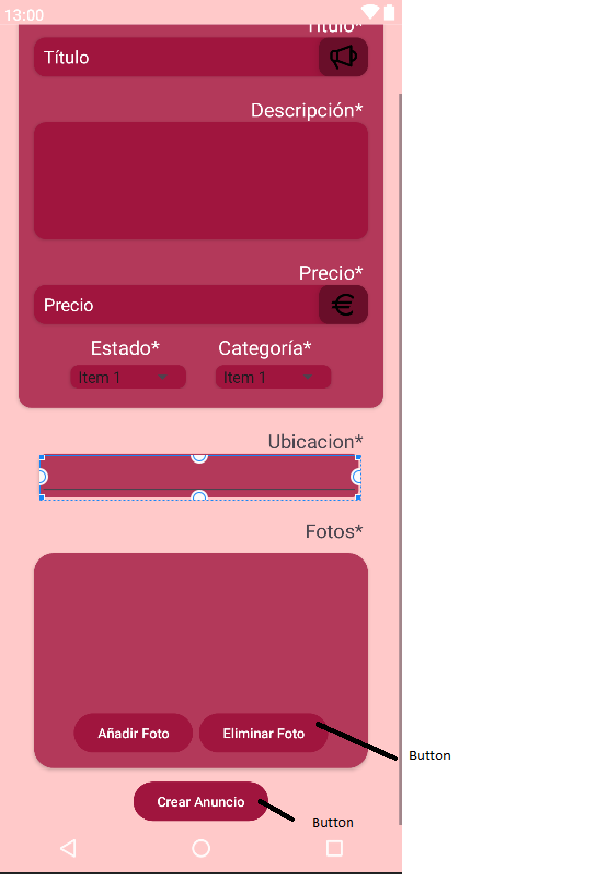 13:00
Título*
Título
Descripción*
Precio*
Precio
Estado* Categoría*
Item 1 Item 1
Ubicacion*
Fotos*
Añadir Foto Eliminar Foto
Button
Crear Anuncio
Button